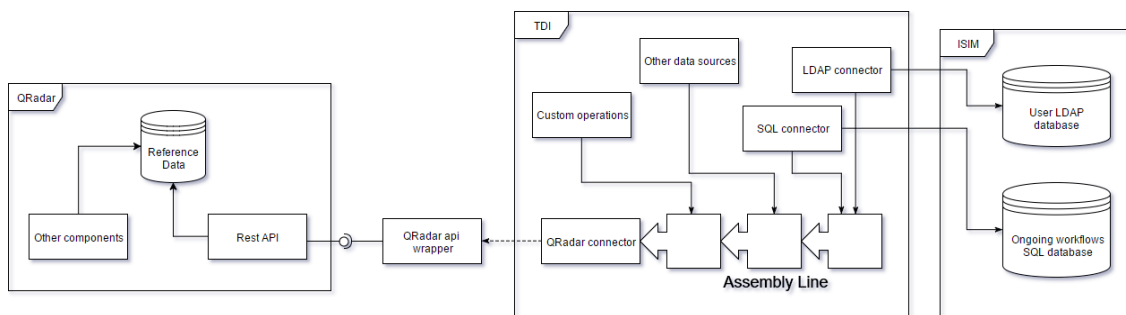 QRadar
Reference
Data
Other components
Rest API
QRadar api
wrapper
TDI
Other data sources
LDAP connector
Custom operations
SQL connector
QRadar connector
Assembly Line
ISIM
User LDAP
database
Ongoing workflows
SQL database